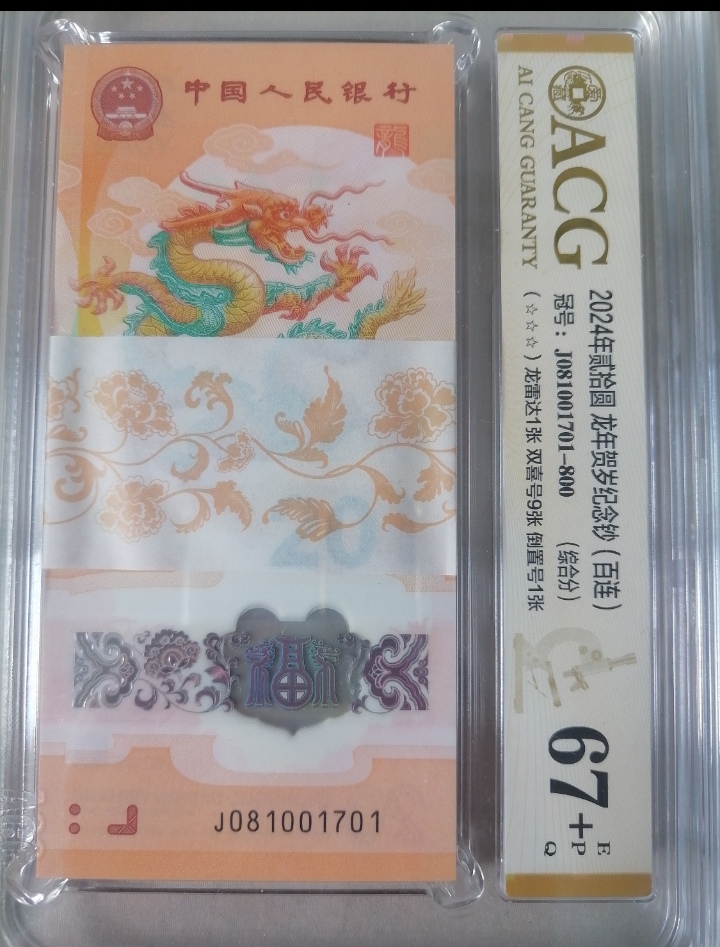 中国人民银行
龍
20
福
J081001701
ACG
AI CANG GUARANTY
2024年贰拾圆 龙年贺岁纪念钞（百连）
冠号：J081001701-800 （综合分）
（☆☆☆）龙雷达1张 双喜号9张 倒置号1张
67+
E
P
Q